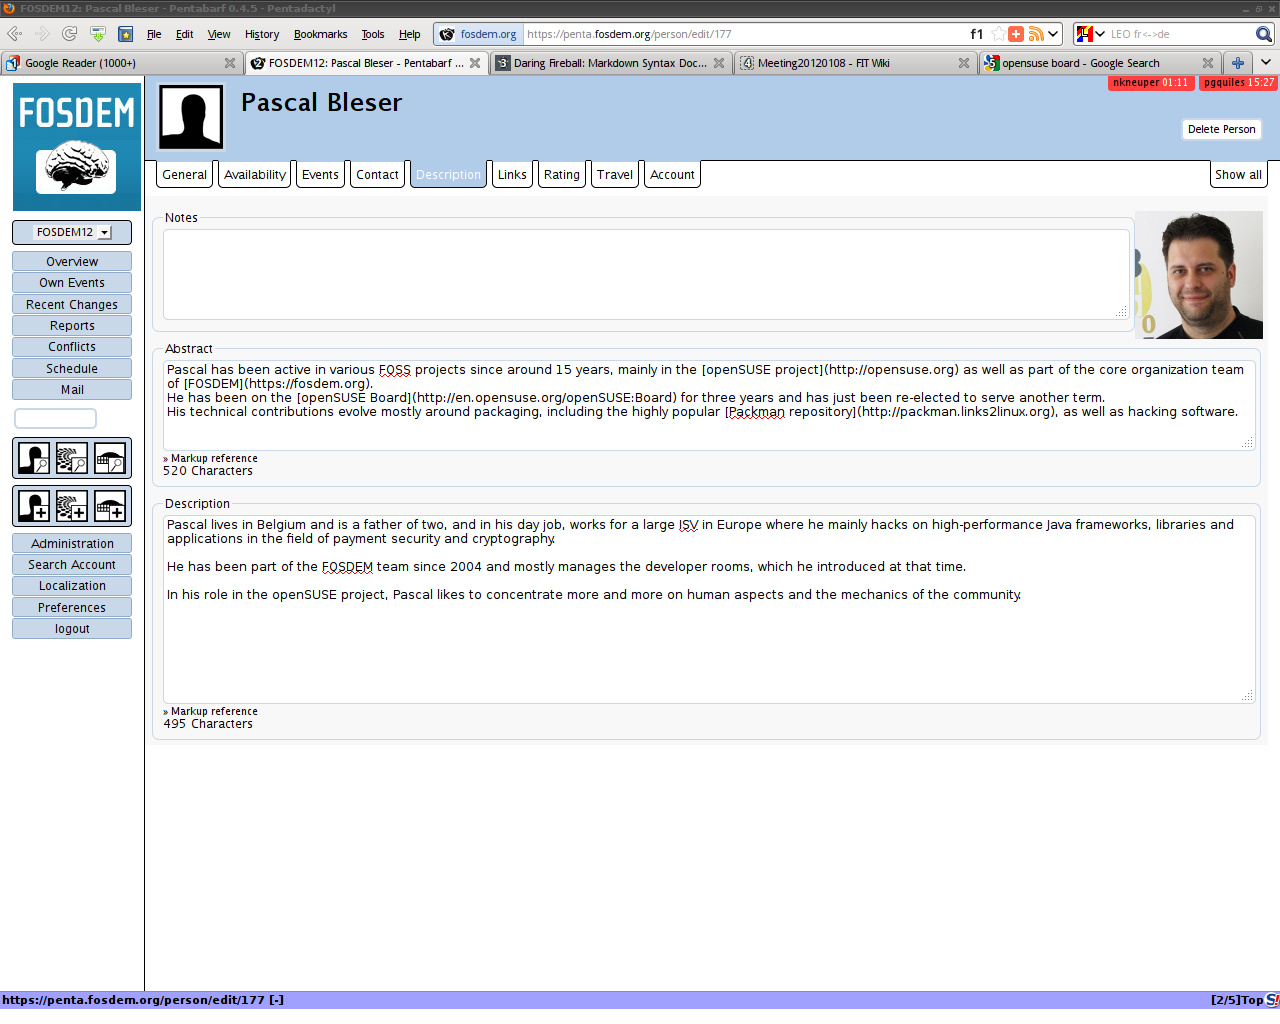 FOSDEM12: Pascal Bleser - Pentabarf 0.4.5 - Pentadactyl
File Edit View History Bookmarks Tools Help
fosdem.org https://penta.fosdem.org/person/edit/177 f1
LEO fr<->de
Google Reader (1000+)
FOSDEM12: Pascal Bleser - Pentabarf ...
Daring Fireball: Markdown Syntax Doc...
Meeting20120108 - FIT Wiki
opensuse board - Google Search
FOSDEM
Pascal Bleser
nkneuper 01:11 pgquiles 15:27
Delete Person
General Availability Events Contact Description Links Rating Travel Account Show all
FOSDEM12
Overview
Own Events
Recent Changes
Reports
Conflicts
Schedule
Mail
Administration
Search Account
Localization
Preferences
logout
Notes
Abstract
Pascal has been active in various FOSS projects since around 15 years, mainly in the [openSUSE project](http://opensuse.org) as well as part of the core organization team
of [FOSDEM](https://fosdem.org).
He has been on the [openSUSE Board](http://en.opensuse.org/openSUSE:Board) for three years and has just been re-elected to serve another term.
His technical contributions evolve mostly around packaging, including the highly popular [Packman repository](http://packman.links2linux.org), as well as hacking software.
» Markup reference
520 Characters
Description
Pascal lives in Belgium and is a father of two, and in his day job, works for a large ISV in Europe where he mainly hacks on high-performance Java frameworks, libraries and
applications in the field of payment security and cryptography.
He has been part of the FOSDEM team since 2004 and mostly manages the developer rooms, which he introduced at that time.
In his role in the openSUSE project, Pascal likes to concentrate more and more on human aspects and the mechanics of the community.
» Markup reference
495 Characters
https://penta.fosdem.org/person/edit/177 [-]
[2/5]Top